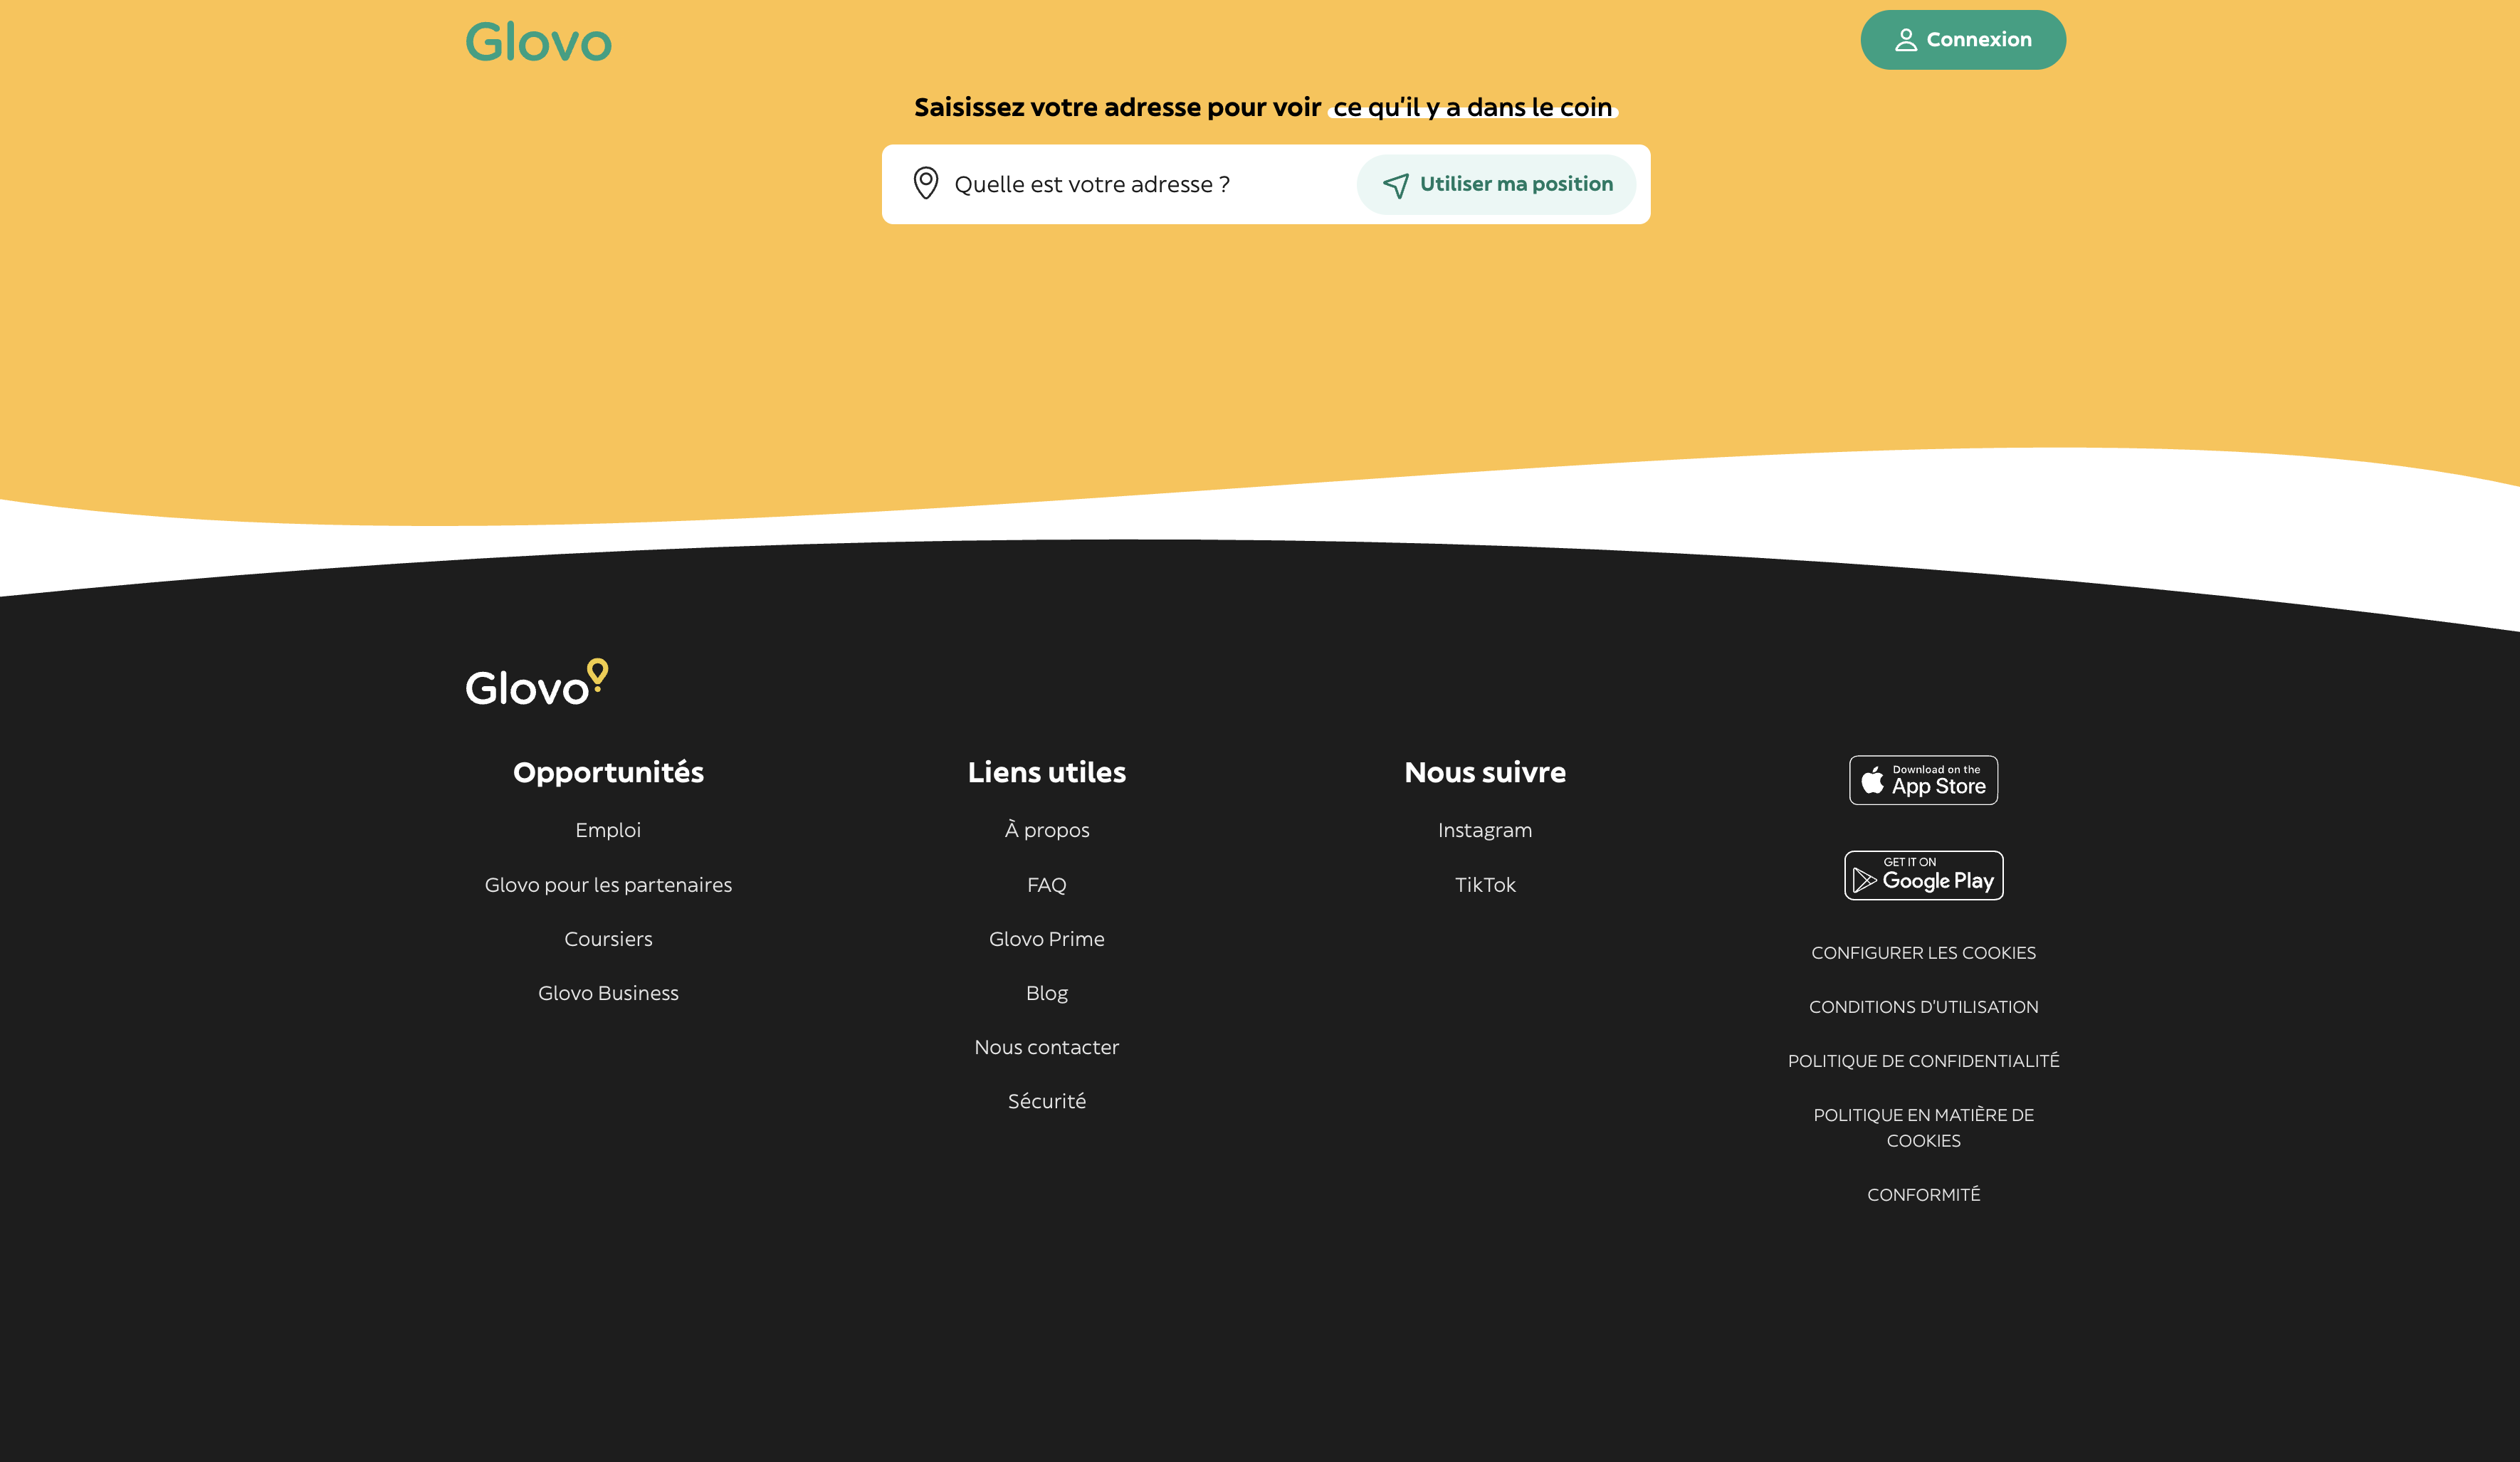 Glovo
Connexion
Saisissez votre adresse pour voir ce qu'il y a dans le coin
Quelle est votre adresse ?
Utiliser ma position
Glovo
Opportunités
Emploi
Glovo pour les partenaires
Coursiers
Glovo Business
Liens utiles
À propos
FAQ
Glovo Prime
Blog
Nous contacter
Sécurité
Nous suivre
Instagram
TikTok
Download on the
App Store
GET IT ON
Google Play
CONFIGURER LES COOKIES
CONDITIONS D'UTILISATION
POLITIQUE DE CONFIDENTIALITÉ
POLITIQUE EN MATIÈRE DE
COOKIES
CONFORMITÉ